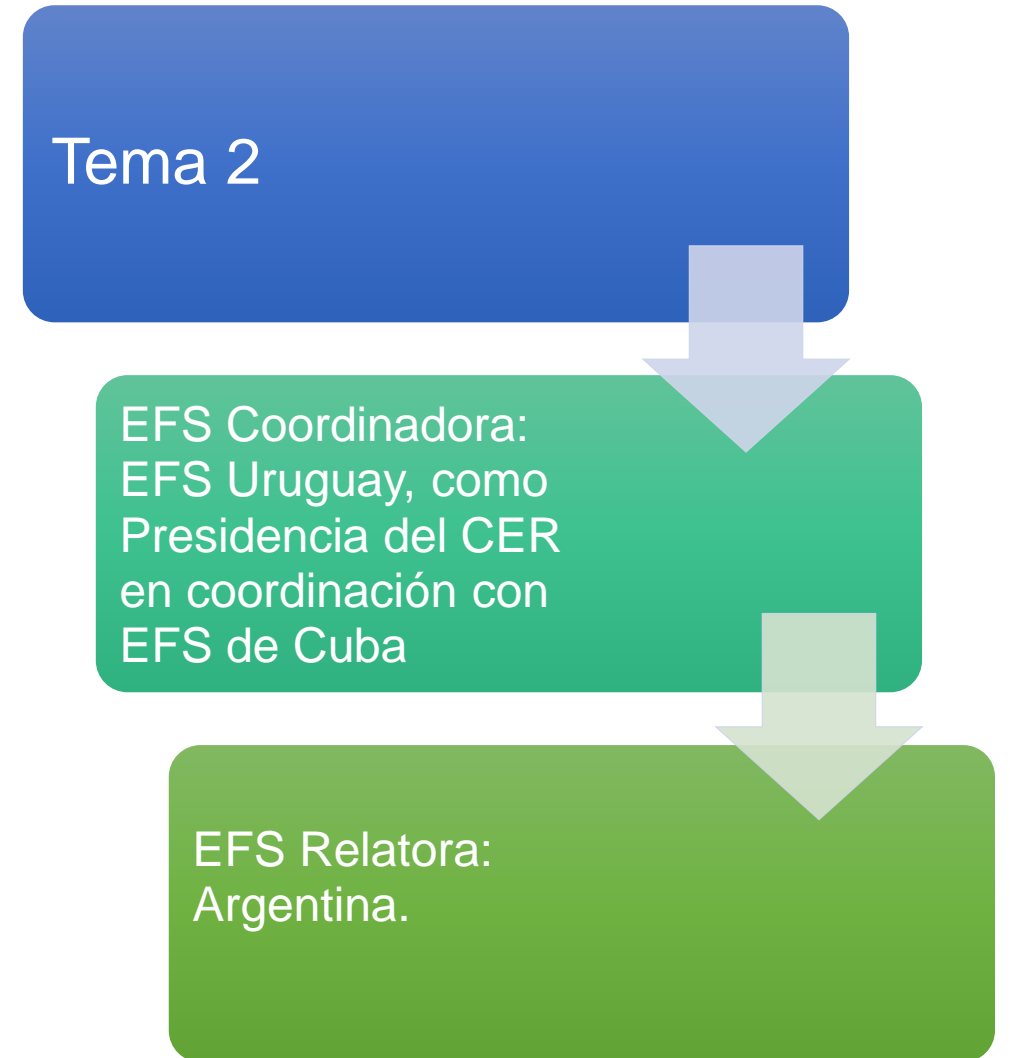 Tema 2
EFS Coordinadora:
EFS Uruguay, como
Presidencia del CER
en coordinación con
EFS de Cuba
EFS Relatora:
Argentina.